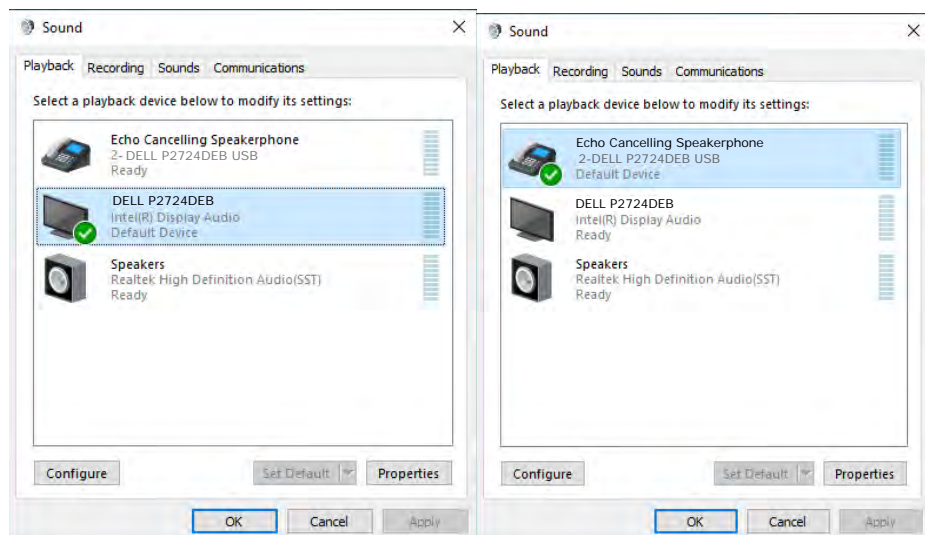 Sound
Playback Recording Sounds Communications
Select a playback device below to modify its settings:
Echo Cancelling Speakerphone
2- DELL P2724DEB USB
Ready
DELL P2724DEB
Intel(R) Display Audio
Default Device
Speakers
Realtek High Definition Audio(SST)
Ready
Configure Set Default Properties
OK Cancel Apply
Sound
Playback Recording Sounds Communications
Select a playback device below to modify its settings:
Echo Cancelling Speakerphone
2-DELL P2724DEB USB
Default Device
DELL P2724DEB
Intel(R) Display Audio
Ready
Speakers
Realtek High Definition Audio(SST)
Ready
Configure Set Default Properties
OK Cancel Apply